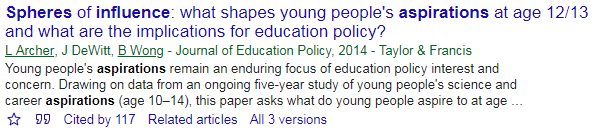 Spheres of influence: what shapes young people's aspirations at age 12/13
and what are the implications for education policy?
L Archer, J DeWitt, B Wong - Journal of Education Policy, 2014 - Taylor & Francis
Young people's aspirations remain an enduring focus of education policy interest and
concern. Drawing on data from an ongoing five-year study of young people's science and
career aspirations (age 10–14), this paper asks what do young people aspire to at age ...
Cited by 117 Related articles All 3 versions